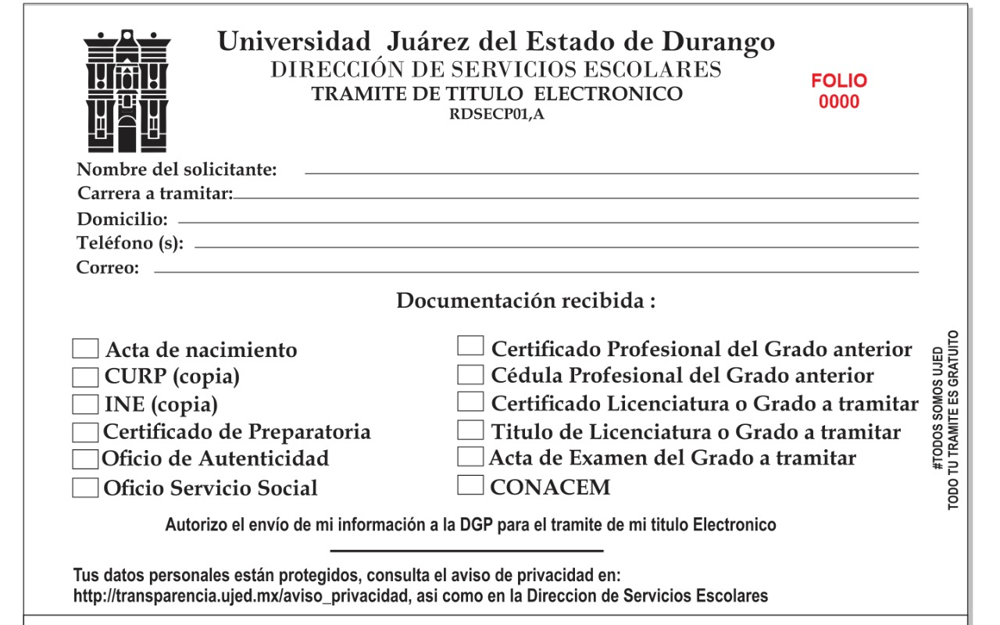 Universidad Juárez del Estado de Durango
DIRECCIÓN DE SERVICIOS ESCOLARES
TRAMITE DE TITULO ELECTRONICO
RDSECP01,A
FOLIO
0000
Nombre del solicitante:
Carrera a tramitar:
Domicilio:
Teléfono (s):
Correo:
Documentación recibida :
Acta de nacimiento
CURP (copia)
INE (copia)
Certificado de Preparatoria
Oficio de Autenticidad
Oficio Servicio Social
Certificado Profesional del Grado anterior
Cédula Profesional del Grado anterior
Certificado Licenciatura o Grado a tramitar
Titulo de Licenciatura o Grado a tramitar
Acta de Examen del Grado a tramitar
CONACEM
#TODOS SOMOS UJED
TODO TU TRAMITE ES GRATUITO
Autorizo el envío de mi información a la DGP para el tramite de mi titulo Electronico
Tus datos personales están protegidos, consulta el aviso de privacidad en:
http://transparencia.ujed.mx/aviso_privacidad, asi como en la Direccion de Servicios Escolares